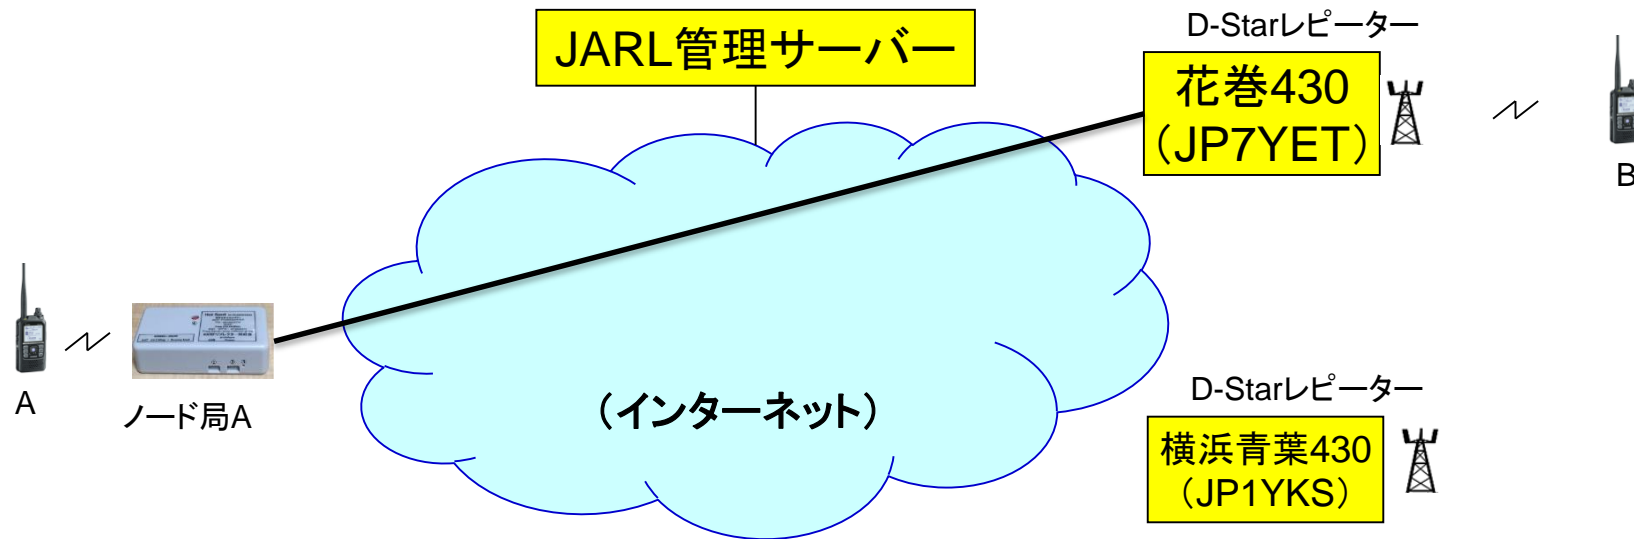 D-Starレピーター
JARL管理サーバー
花巻430
（JP7YET）
B
A
ノード局A
（インターネット）
D-Starレピーター
横浜青葉430
（JP1YKS）